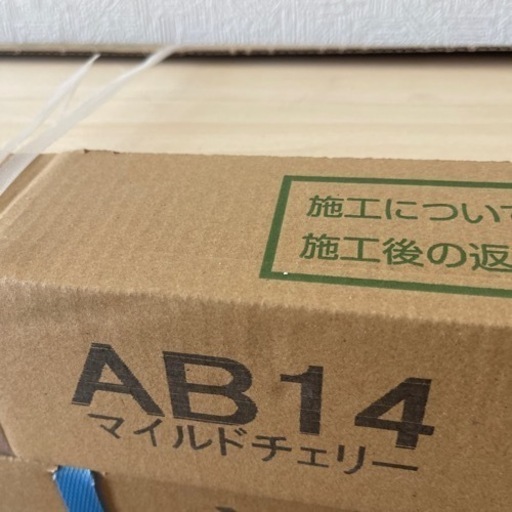 施工につい
施工後の返
AB14
マイルドチェリー